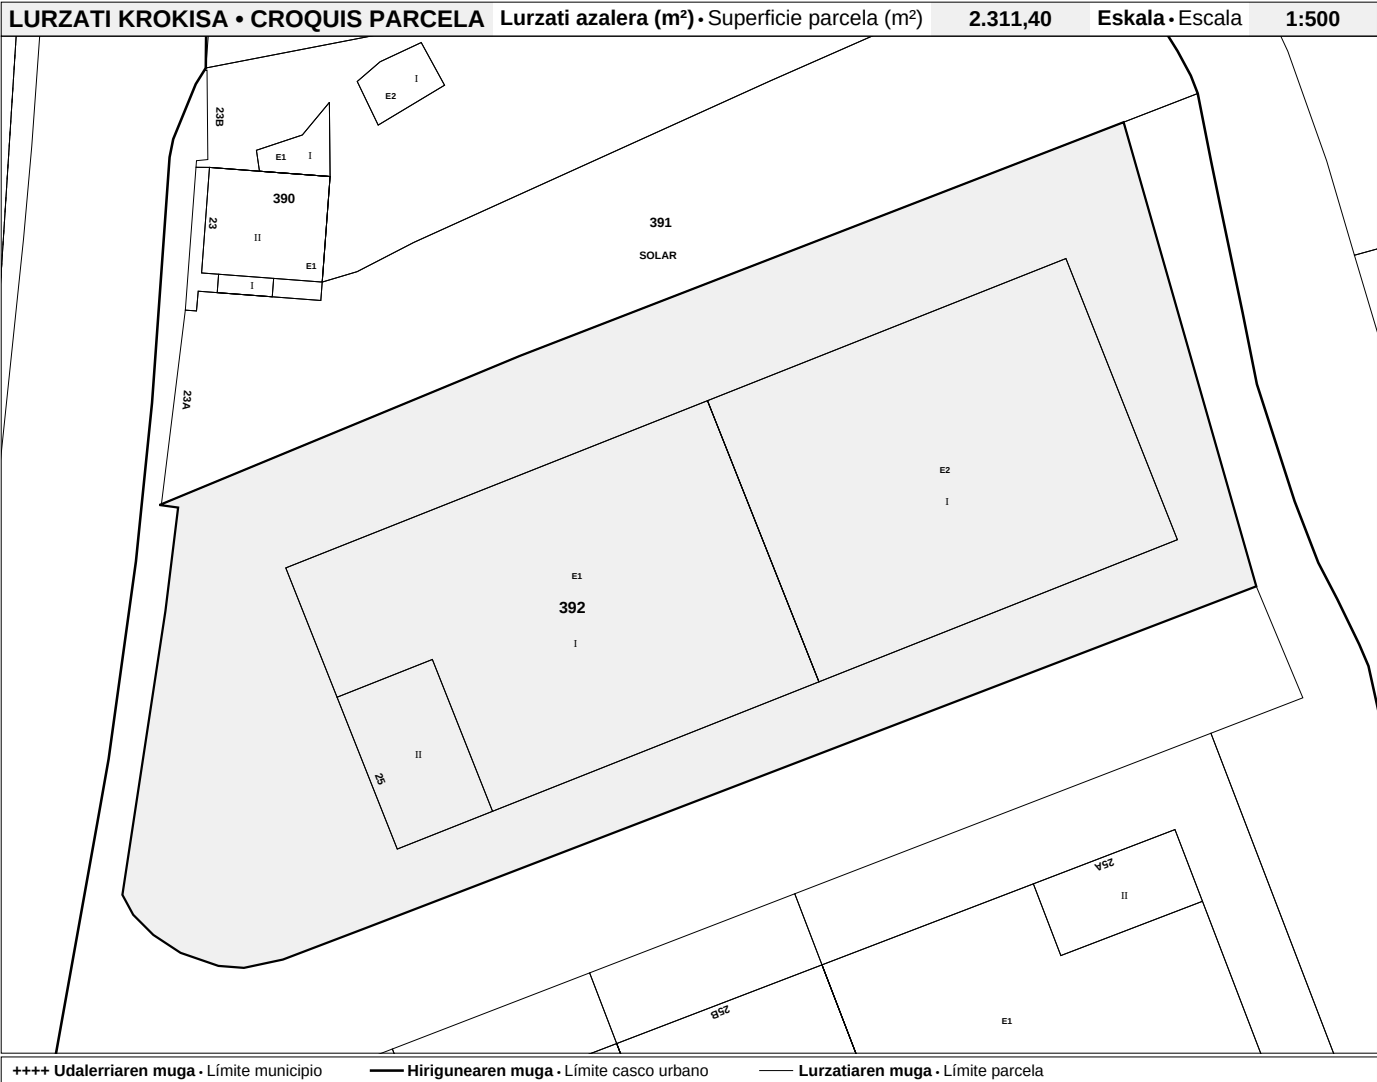 LURZATI KROKISA • CROQUIS PARCELA Lurzati azalera (m²) • Superficie parcela (m²) 2.311,40 Eskala • Escala 1:500
I
E2
23B
E1 I
390
23
II
E1
I
391
SOLAR
23A
E2
I
E1
392
I
II
25
25A
II
25B
E1
++++ Udalerriaren muga • Límite municipio Hirigunearen muga • Límite casco urbano Lurzatiaren muga • Límite parcela